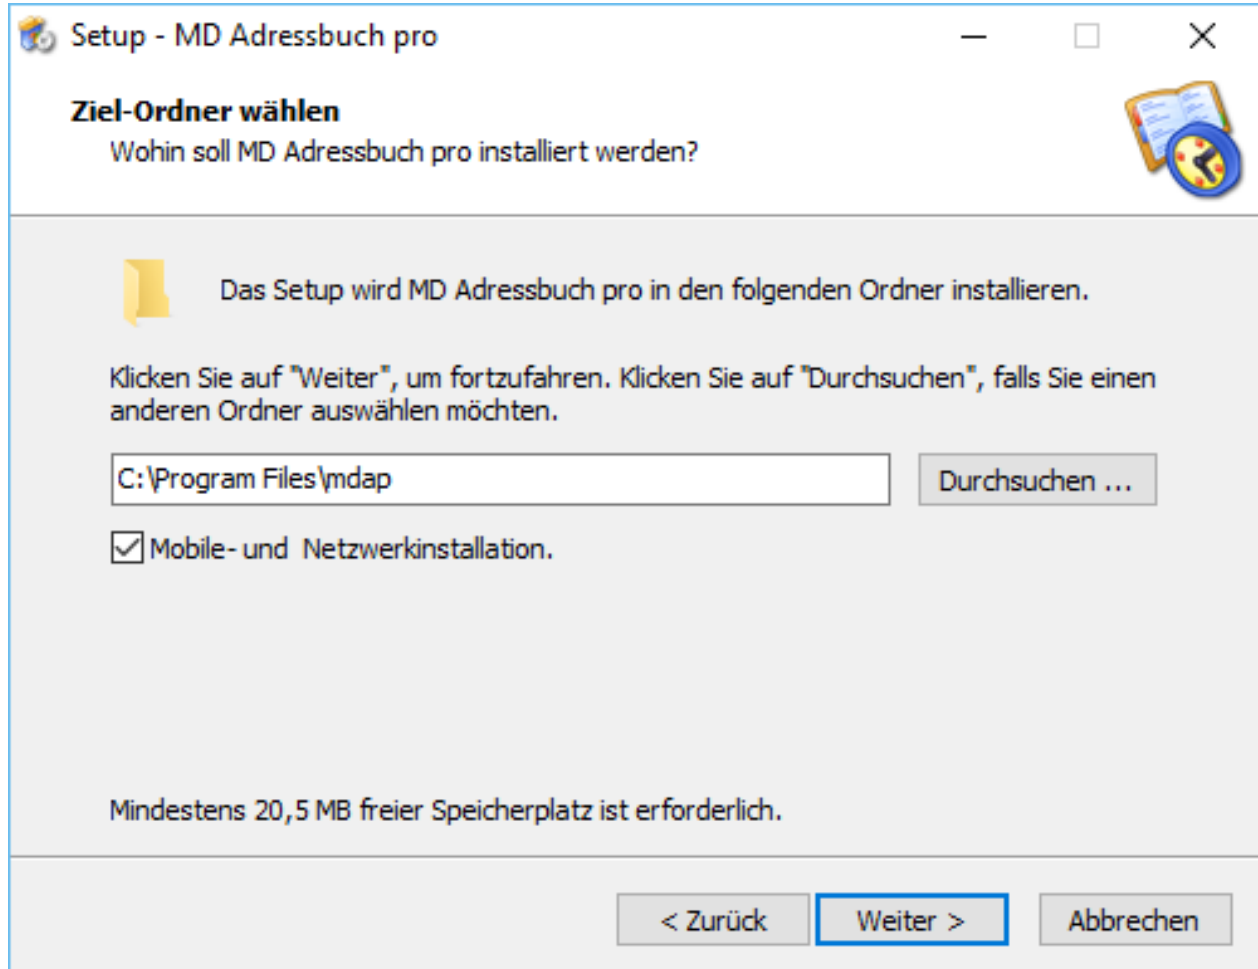 Setup - MD Adressbuch pro
Ziel-Ordner wählen
Wohin soll MD Adressbuch pro installiert werden?
Das Setup wird MD Adressbuch pro in den folgenden Ordner installieren.
Klicken Sie auf "Weiter", um fortzufahren. Klicken Sie auf "Durchsuchen", falls Sie einen
anderen Ordner auswählen möchten.
C:\Program Files\mdap
Durchsuchen ...
Mobile- und Netzwerkinstallation.
Mindestens 20,5 MB freier Speicherplatz ist erforderlich.
< Zurück
Weiter >
Abbrechen